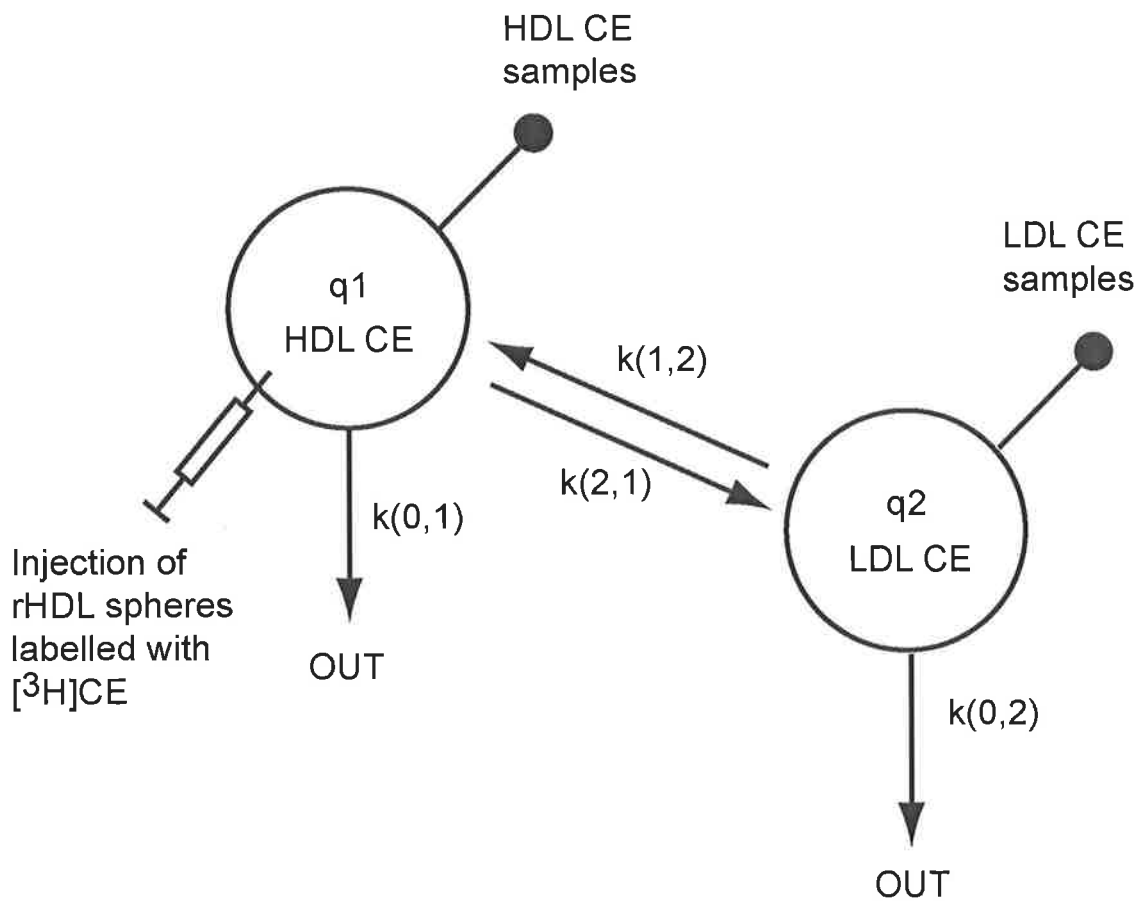 HDL CE
samples
LDL CE
samples
q1
HDL CE
k(1,2)
k(2,1)
q2
LDL CE
k(0,1)
Injection of
rHDL spheres
labelled with
[³H]CE
OUT
k(0,2)
OUT